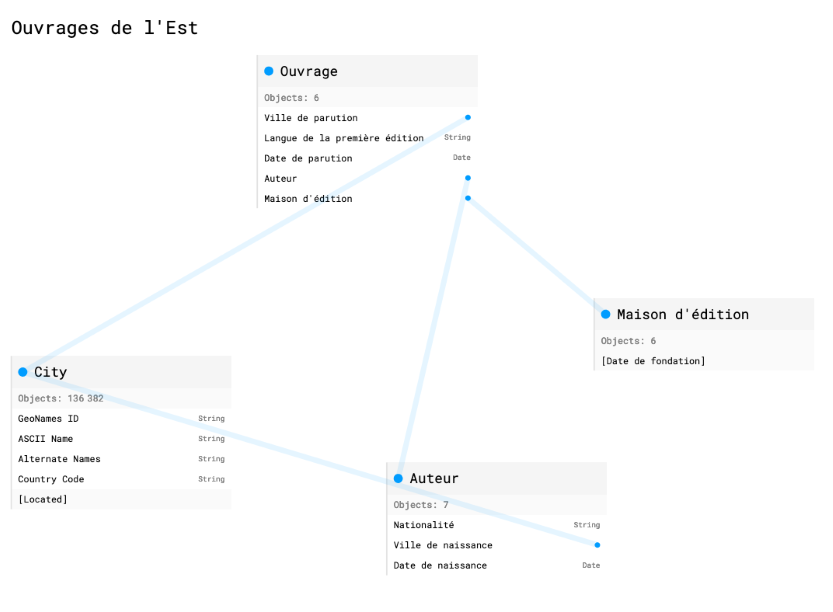 Ouvrages de l'Est
Ouvrage
Objects: 6
Ville de parution
Langue de la première édition String
Date de parution Date
Auteur
Maison d'édition
Maison d'édition
Objects: 6
[Date de fondation]
City
Objects: 136 382
GeoNames ID String
ASCII Name String
Alternate Names String
Country Code String
[Located]
Auteur
Objects: 7
Nationalité String
Ville de naissance
Date de naissance Date